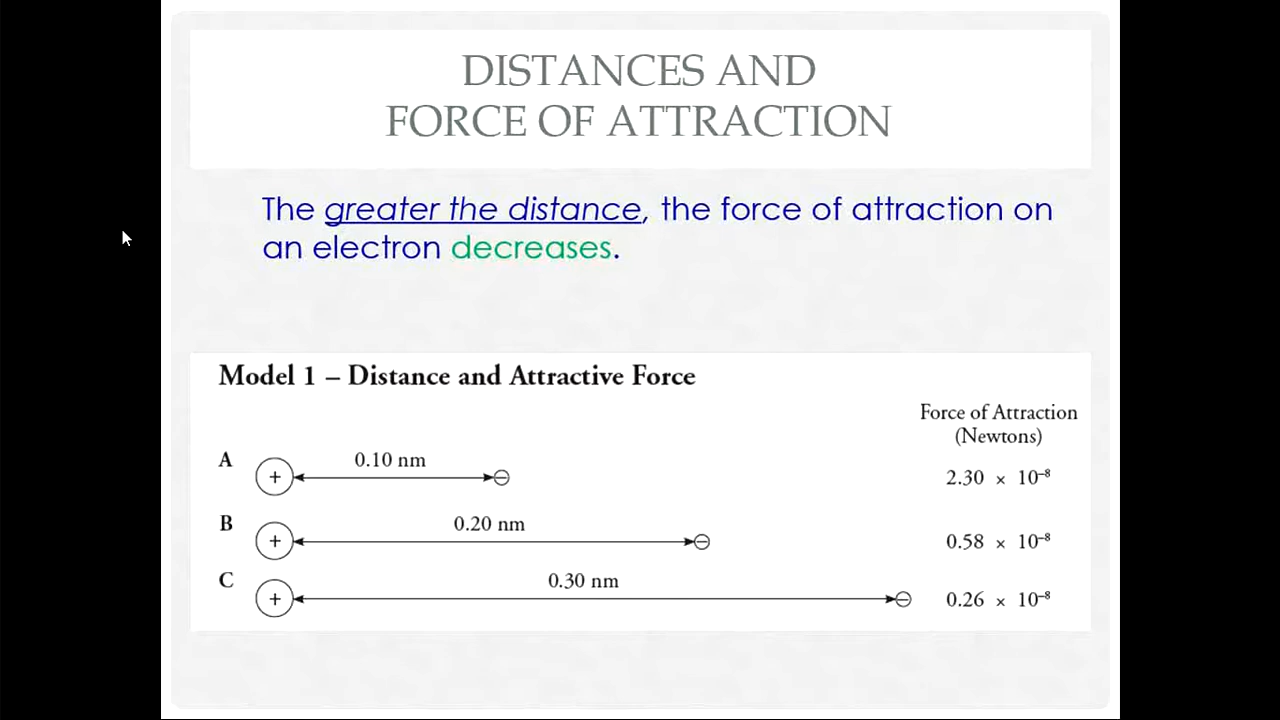 DISTANCES AND
FORCE OF ATTRACTION
The greater the distance, the force of attraction on
an electron decreases.
Model 1 – Distance and Attractive Force
Force of Attraction
(Newtons)
A + 0.10 nm ⊖ 2.30 × 10⁻⁸
B + 0.20 nm ⊖ 0.58 × 10⁻⁸
C + 0.30 nm ⊖ 0.26 × 10⁻⁸